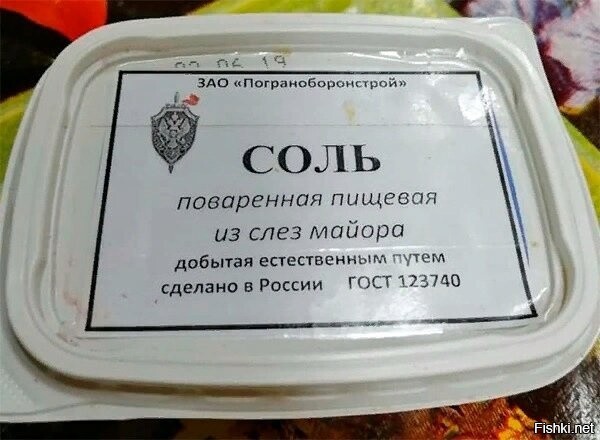 ЗАО «Пограноборонстрой»
СОЛЬ
поваренная пищевая
из слез майора
добытая естественным путем
сделано в России ГОСТ 123740
Fishki.net